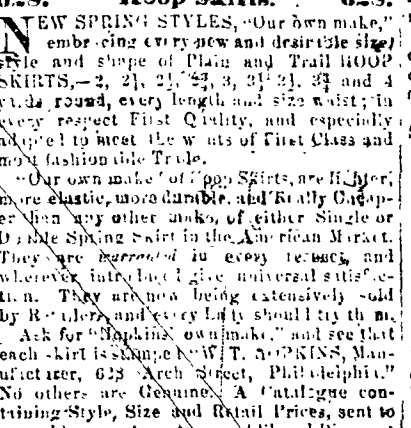 628. Hoop Skirts. 628.
NEW SPRING STYLES, "Our own make,"
embracing every new and desirable size,
style and shape of Plain and Trail HOOP
SKIRTS,—2, 2¼, 3, 3¼, 3¾ and 4
yards round, every length and size waist; in
every respect First Quality, and especially
adapted to meet the wants of First Class and
most fashionable Trade.
"Our own make" of Hoop Skirts, are lighter,
more elastic, more durable, and Really Cheap-
er than any other make, of either Single or
Double Spring Skirt in the American Market.
They are warranted in every respect, and
wherever introduced give universal satisfac-
tion. They are now being extensively sold
by Retailers, and every Lady should try them.
Ask for "Hopkins' own make," and see that
each skirt is stamped "W. T. HOPKINS, Man-
ufacturer, 628 Arch Street, Philadelphia."
No others are Genuine. A Catalogue con-
taining Style, Size and Retail Prices, sent to